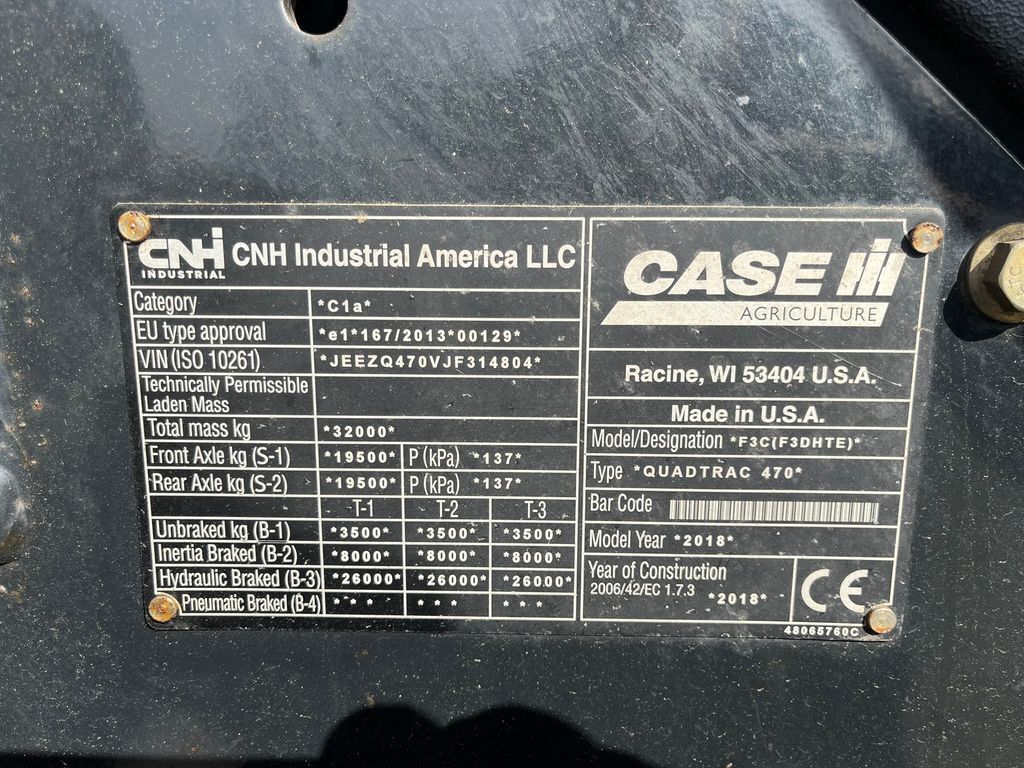 CNH INDUSTRIAL CNH Industrial America LLC
Category *C1a*
EU type approval *e1*167/2013*00129*
VIN (ISO 10261) *JEEZQ470VJF314804*
Technically Permissible
Laden Mass
Total mass kg *32000*
Front Axle kg (S-1) *19500* P (kPa) *137*
Rear Axle kg (S-2) *19500* P (kPa) *137*
T-1 T-2 T-3
Unbraked kg (B-1) *3500* *3500* *3500*
Inertia Braked (B-2) *8000* *8000* *8000*
Hydraulic Braked (B-3) *26000* *26000* *26000*
Pneumatic Braked (B-4) * * * * * * * * *
CASE IH
AGRICULTURE
Racine, WI 53404 U.S.A.
Made in U.S.A.
Model/Designation *F3C(F3DHTE)*
Type *QUADTRAC 470*
Bar Code
Model Year *2018*
Year of Construction
2006/42/EC 1.7.3 *2018*
CE
48065760C